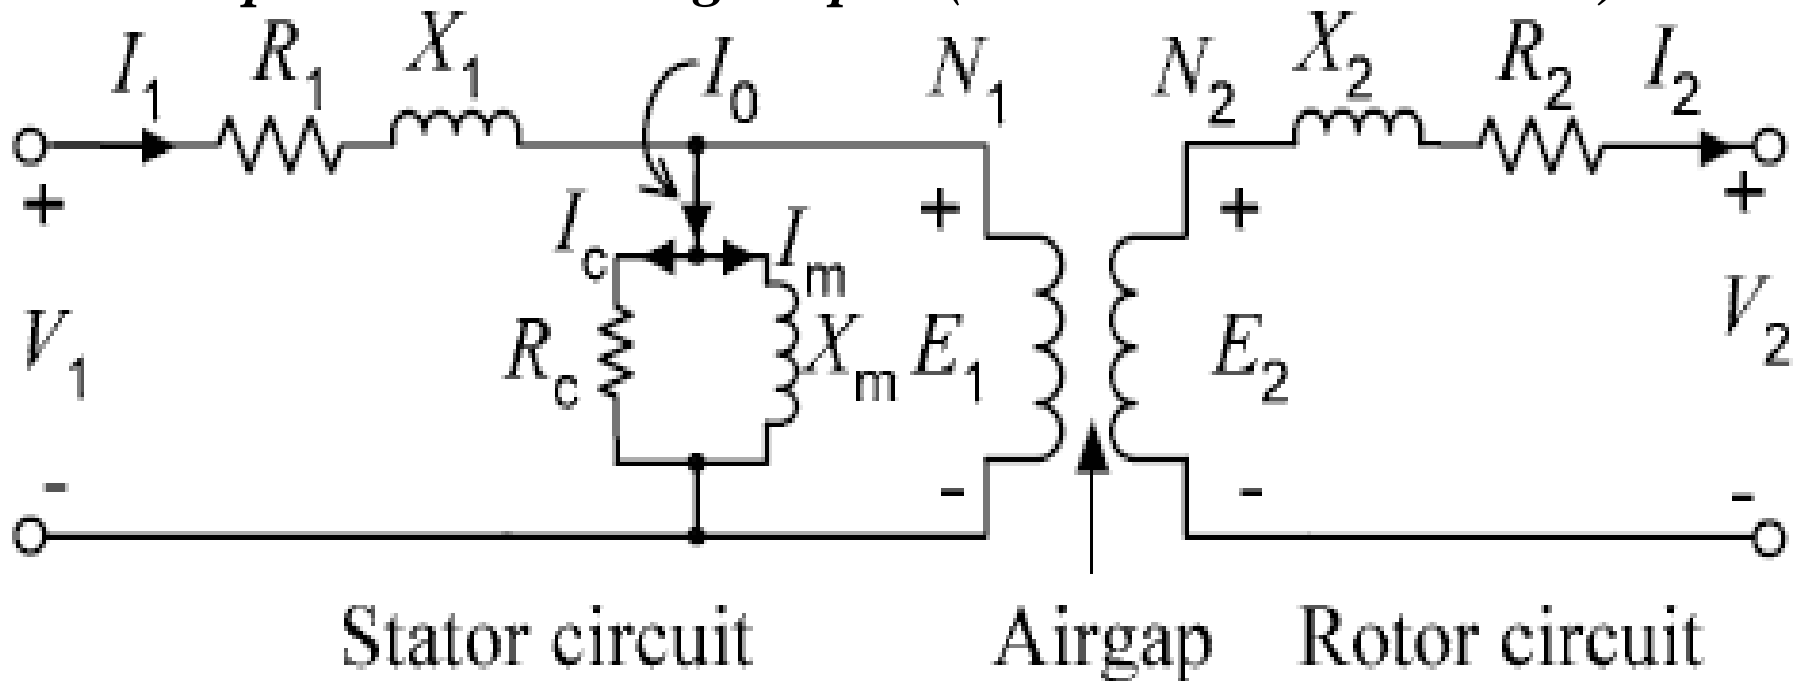 I1 R1 X1 I0 N1 N2 X2 R2 I2
+ + + +
Ic Im
V1 Rc Xm E1 E2 V2
- - - -
Stator circuit Airgap Rotor circuit